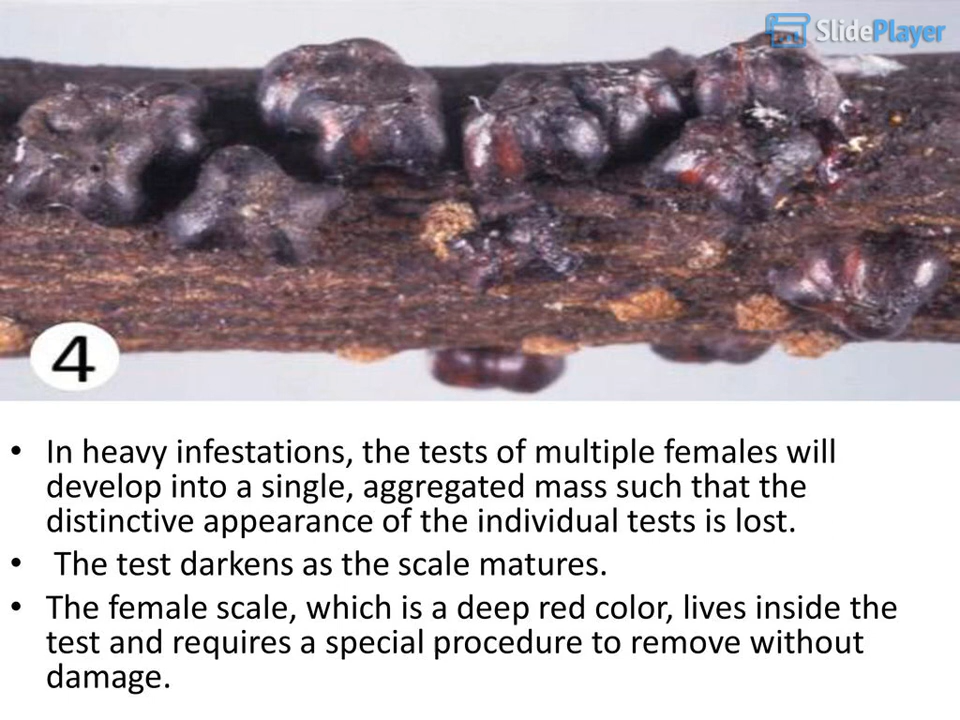 SlidePlayer
4
• In heavy infestations, the tests of multiple females will
develop into a single, aggregated mass such that the
distinctive appearance of the individual tests is lost.
• The test darkens as the scale matures.
• The female scale, which is a deep red color, lives inside the
test and requires a special procedure to remove without
damage.